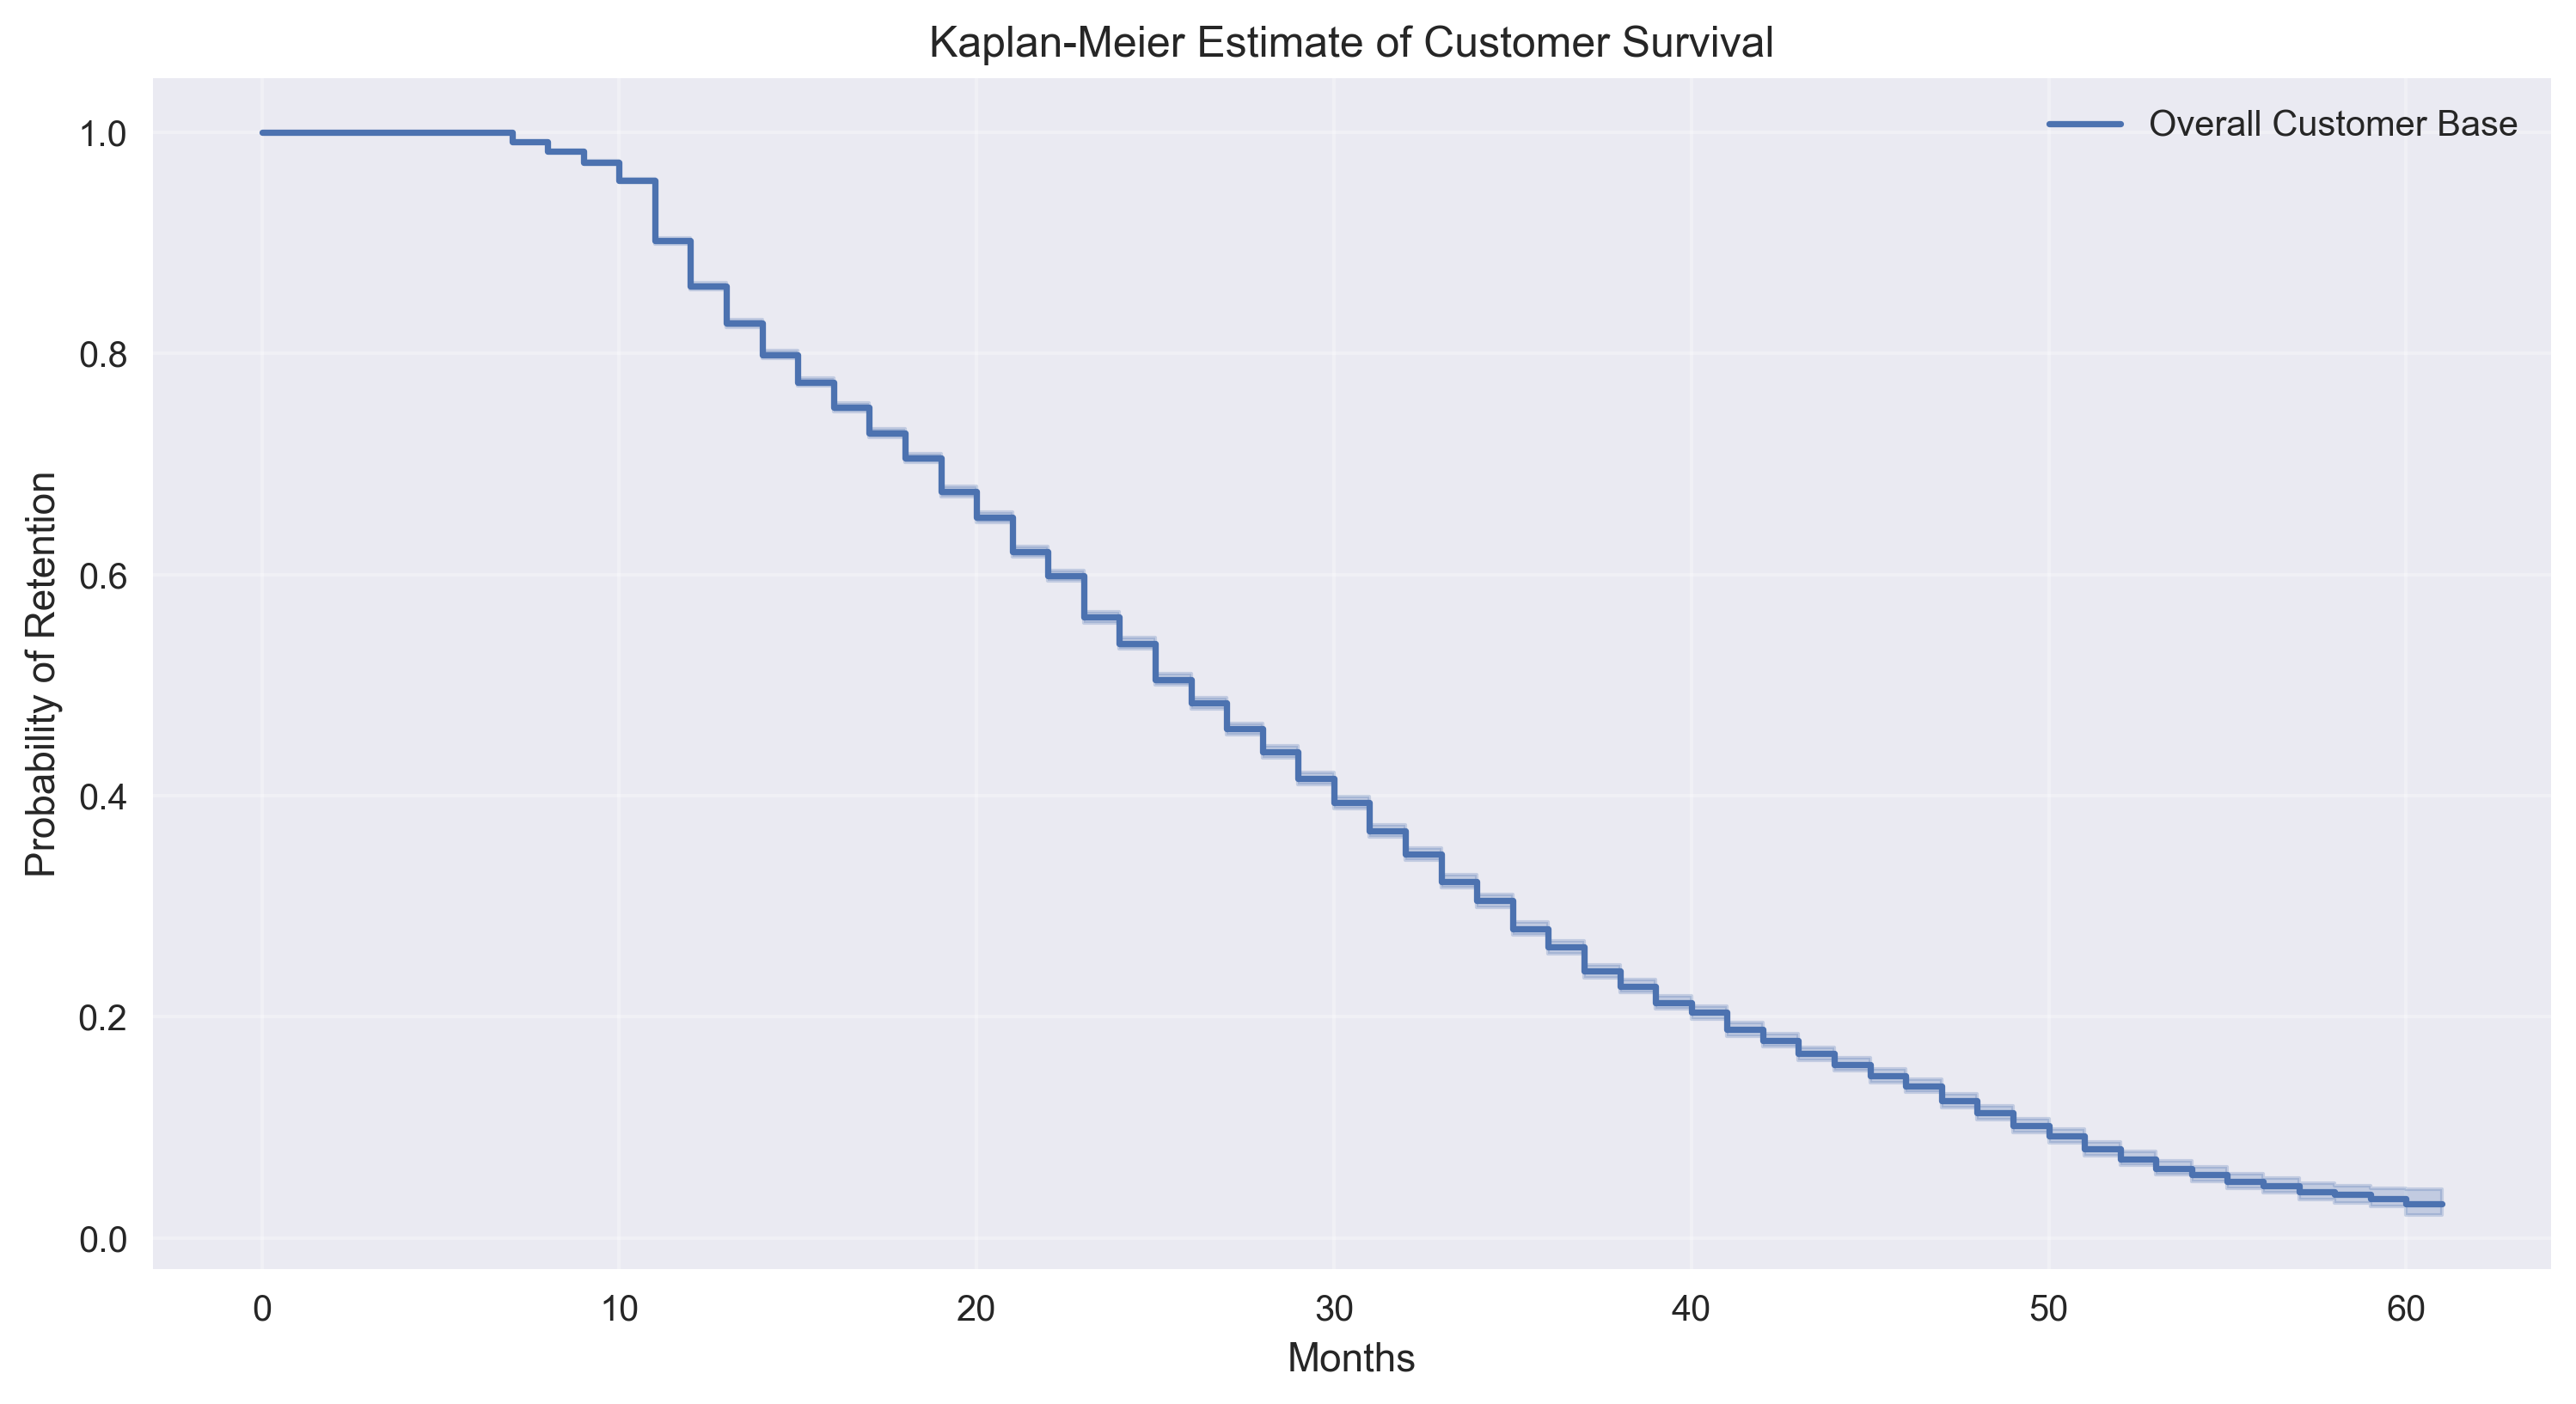 Kaplan-Meier Estimate of Customer Survival
Overall Customer Base
Probability of Retention
1.0
0.8
0.6
0.4
0.2
0.0
0 10 20 30 40 50 60
Months